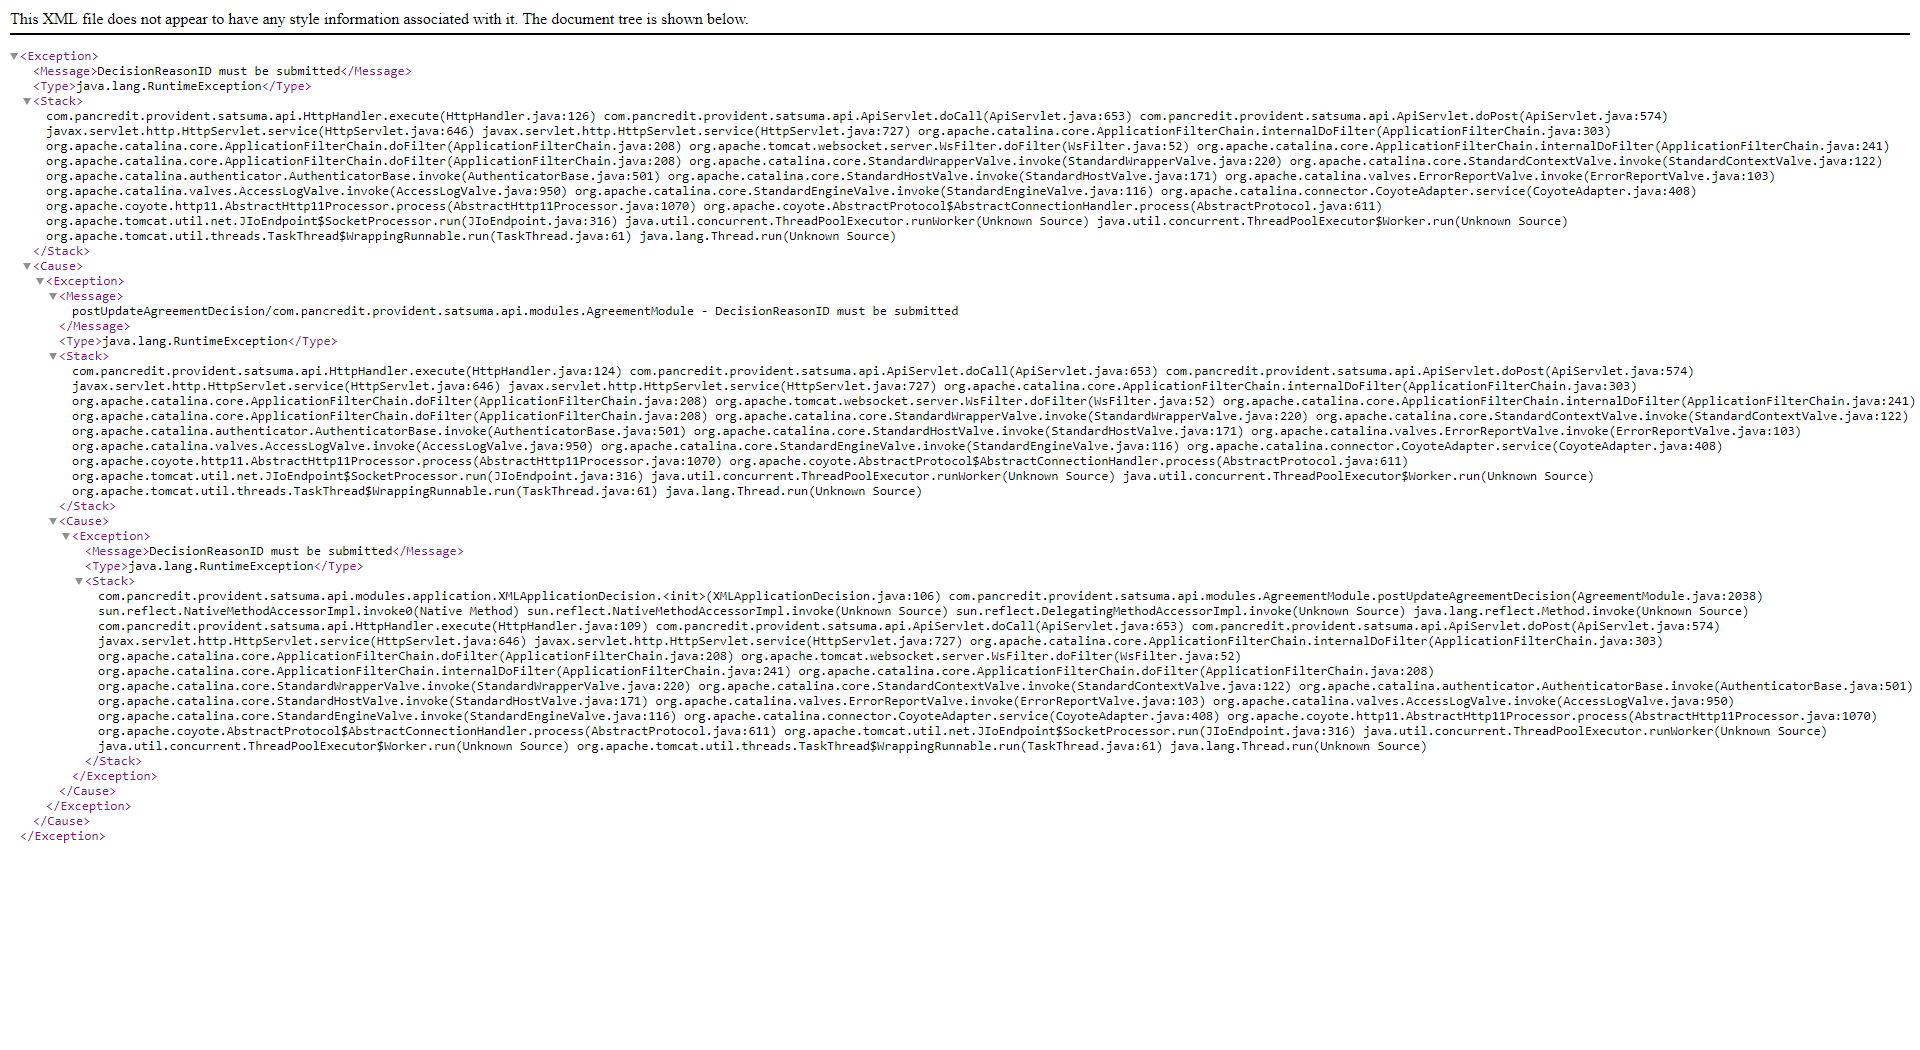 This XML file does not appear to have any style information associated with it. The document tree is shown below.
▼<Exception>
<Message>DecisionReasonID must be submitted</Message>
<Type>java.lang.RuntimeException</Type>
▼<Stack>
com.pancredit.provident.satsuma.api.HttpHandler.execute(HttpHandler.java:126) com.pancredit.provident.satsuma.api.ApiServlet.doCall(ApiServlet.java:653) com.pancredit.provident.satsuma.api.ApiServlet.doPost(ApiServlet.java:574)
javax.servlet.http.HttpServlet.service(HttpServlet.java:646) javax.servlet.http.HttpServlet.service(HttpServlet.java:727) org.apache.catalina.core.ApplicationFilterChain.internalDoFilter(ApplicationFilterChain.java:303)
org.apache.catalina.core.ApplicationFilterChain.doFilter(ApplicationFilterChain.java:208) org.apache.tomcat.websocket.server.WsFilter.doFilter(WsFilter.java:52) org.apache.catalina.core.ApplicationFilterChain.internalDoFilter(ApplicationFilterChain.java:241)
org.apache.catalina.core.ApplicationFilterChain.doFilter(ApplicationFilterChain.java:208) org.apache.catalina.core.StandardWrapperValve.invoke(StandardWrapperValve.java:220) org.apache.catalina.core.StandardContextValve.invoke(StandardContextValve.java:122)
org.apache.catalina.authenticator.AuthenticatorBase.invoke(AuthenticatorBase.java:501) org.apache.catalina.core.StandardHostValve.invoke(StandardHostValve.java:171) org.apache.catalina.valves.ErrorReportValve.invoke(ErrorReportValve.java:103)
org.apache.catalina.valves.AccessLogValve.invoke(AccessLogValve.java:950) org.apache.catalina.core.StandardEngineValve.invoke(StandardEngineValve.java:116) org.apache.catalina.connector.CoyoteAdapter.service(CoyoteAdapter.java:408)
org.apache.coyote.http11.AbstractHttp11Processor.process(AbstractHttp11Processor.java:1070) org.apache.coyote.AbstractProtocol$AbstractConnectionHandler.process(AbstractProtocol.java:611)
org.apache.tomcat.util.net.JIoEndpoint$SocketProcessor.run(JIoEndpoint.java:316) java.util.concurrent.ThreadPoolExecutor.runWorker(Unknown Source) java.util.concurrent.ThreadPoolExecutor$Worker.run(Unknown Source)
org.apache.tomcat.util.threads.TaskThread$WrappingRunnable.run(TaskThread.java:61) java.lang.Thread.run(Unknown Source)
</Stack>
▼<Cause>
▼<Exception>
▼<Message>
postUpdateAgreementDecision/com.pancredit.provident.satsuma.api.modules.AgreementModule - DecisionReasonID must be submitted
</Message>
<Type>java.lang.RuntimeException</Type>
▼<Stack>
com.pancredit.provident.satsuma.api.HttpHandler.execute(HttpHandler.java:124) com.pancredit.provident.satsuma.api.ApiServlet.doCall(ApiServlet.java:653) com.pancredit.provident.satsuma.api.ApiServlet.doPost(ApiServlet.java:574)
javax.servlet.http.HttpServlet.service(HttpServlet.java:646) javax.servlet.http.HttpServlet.service(HttpServlet.java:727) org.apache.catalina.core.ApplicationFilterChain.internalDoFilter(ApplicationFilterChain.java:303)
org.apache.catalina.core.ApplicationFilterChain.doFilter(ApplicationFilterChain.java:208) org.apache.tomcat.websocket.server.WsFilter.doFilter(WsFilter.java:52) org.apache.catalina.core.ApplicationFilterChain.internalDoFilter(ApplicationFilterChain.java:241)
org.apache.catalina.core.ApplicationFilterChain.doFilter(ApplicationFilterChain.java:208) org.apache.catalina.core.StandardWrapperValve.invoke(StandardWrapperValve.java:220) org.apache.catalina.core.StandardContextValve.invoke(StandardContextValve.java:122)
org.apache.catalina.authenticator.AuthenticatorBase.invoke(AuthenticatorBase.java:501) org.apache.catalina.core.StandardHostValve.invoke(StandardHostValve.java:171) org.apache.catalina.valves.ErrorReportValve.invoke(ErrorReportValve.java:103)
org.apache.catalina.valves.AccessLogValve.invoke(AccessLogValve.java:950) org.apache.catalina.core.StandardEngineValve.invoke(StandardEngineValve.java:116) org.apache.catalina.connector.CoyoteAdapter.service(CoyoteAdapter.java:408)
org.apache.coyote.http11.AbstractHttp11Processor.process(AbstractHttp11Processor.java:1070) org.apache.coyote.AbstractProtocol$AbstractConnectionHandler.process(AbstractProtocol.java:611)
org.apache.tomcat.util.net.JIoEndpoint$SocketProcessor.run(JIoEndpoint.java:316) java.util.concurrent.ThreadPoolExecutor.runWorker(Unknown Source) java.util.concurrent.ThreadPoolExecutor$Worker.run(Unknown Source)
org.apache.tomcat.util.threads.TaskThread$WrappingRunnable.run(TaskThread.java:61) java.lang.Thread.run(Unknown Source)
</Stack>
▼<Cause>
▼<Exception>
<Message>DecisionReasonID must be submitted</Message>
<Type>java.lang.RuntimeException</Type>
▼<Stack>
com.pancredit.provident.satsuma.api.modules.application.XMLApplicationDecision.<init>(XMLApplicationDecision.java:106) com.pancredit.provident.satsuma.api.modules.AgreementModule.postUpdateAgreementDecision(AgreementModule.java:2038)
sun.reflect.NativeMethodAccessorImpl.invoke0(Native Method) sun.reflect.NativeMethodAccessorImpl.invoke(Unknown Source) sun.reflect.DelegatingMethodAccessorImpl.invoke(Unknown Source) java.lang.reflect.Method.invoke(Unknown Source)
com.pancredit.provident.satsuma.api.HttpHandler.execute(HttpHandler.java:109) com.pancredit.provident.satsuma.api.ApiServlet.doCall(ApiServlet.java:653) com.pancredit.provident.satsuma.api.ApiServlet.doPost(ApiServlet.java:574)
javax.servlet.http.HttpServlet.service(HttpServlet.java:646) javax.servlet.http.HttpServlet.service(HttpServlet.java:727) org.apache.catalina.core.ApplicationFilterChain.internalDoFilter(ApplicationFilterChain.java:303)
org.apache.catalina.core.ApplicationFilterChain.doFilter(ApplicationFilterChain.java:208) org.apache.tomcat.websocket.server.WsFilter.doFilter(WsFilter.java:52)
org.apache.catalina.core.ApplicationFilterChain.internalDoFilter(ApplicationFilterChain.java:241) org.apache.catalina.core.ApplicationFilterChain.doFilter(ApplicationFilterChain.java:208)
org.apache.catalina.core.StandardWrapperValve.invoke(StandardWrapperValve.java:220) org.apache.catalina.core.StandardContextValve.invoke(StandardContextValve.java:122) org.apache.catalina.authenticator.AuthenticatorBase.invoke(AuthenticatorBase.java:501)
org.apache.catalina.core.StandardHostValve.invoke(StandardHostValve.java:171) org.apache.catalina.valves.ErrorReportValve.invoke(ErrorReportValve.java:103) org.apache.catalina.valves.AccessLogValve.invoke(AccessLogValve.java:950)
org.apache.catalina.core.StandardEngineValve.invoke(StandardEngineValve.java:116) org.apache.catalina.connector.CoyoteAdapter.service(CoyoteAdapter.java:408) org.apache.coyote.http11.AbstractHttp11Processor.process(AbstractHttp11Processor.java:1070)
org.apache.coyote.AbstractProtocol$AbstractConnectionHandler.process(AbstractProtocol.java:611) org.apache.tomcat.util.net.JIoEndpoint$SocketProcessor.run(JIoEndpoint.java:316) java.util.concurrent.ThreadPoolExecutor.runWorker(Unknown Source)
java.util.concurrent.ThreadPoolExecutor$Worker.run(Unknown Source) org.apache.tomcat.util.threads.TaskThread$WrappingRunnable.run(TaskThread.java:61) java.lang.Thread.run(Unknown Source)
</Stack>
</Exception>
</Cause>
</Exception>
</Cause>
</Exception>